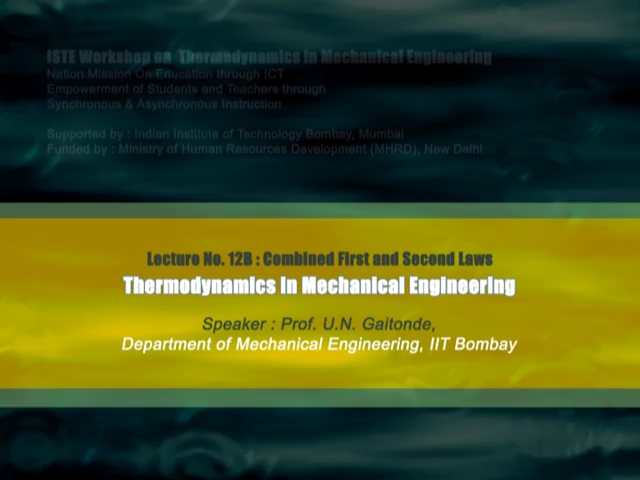 ISTE Workshop on Thermodynamics in Mechanical Engineering
Nation Mission On Education through ICT
Empowerment of Students and Teachers through
Synchronous & Asynchronous Instruction
Supported by : Indian Institute of Technology Bombay, Mumbai
Funded by : Ministry of Human Resources Development (MHRD), New Delhi
Lecture No. 12B : Combined First and Second Laws
Thermodynamics in Mechanical Engineering
Speaker : Prof. U.N. Gaitonde,
Department of Mechanical Engineering, IIT Bombay